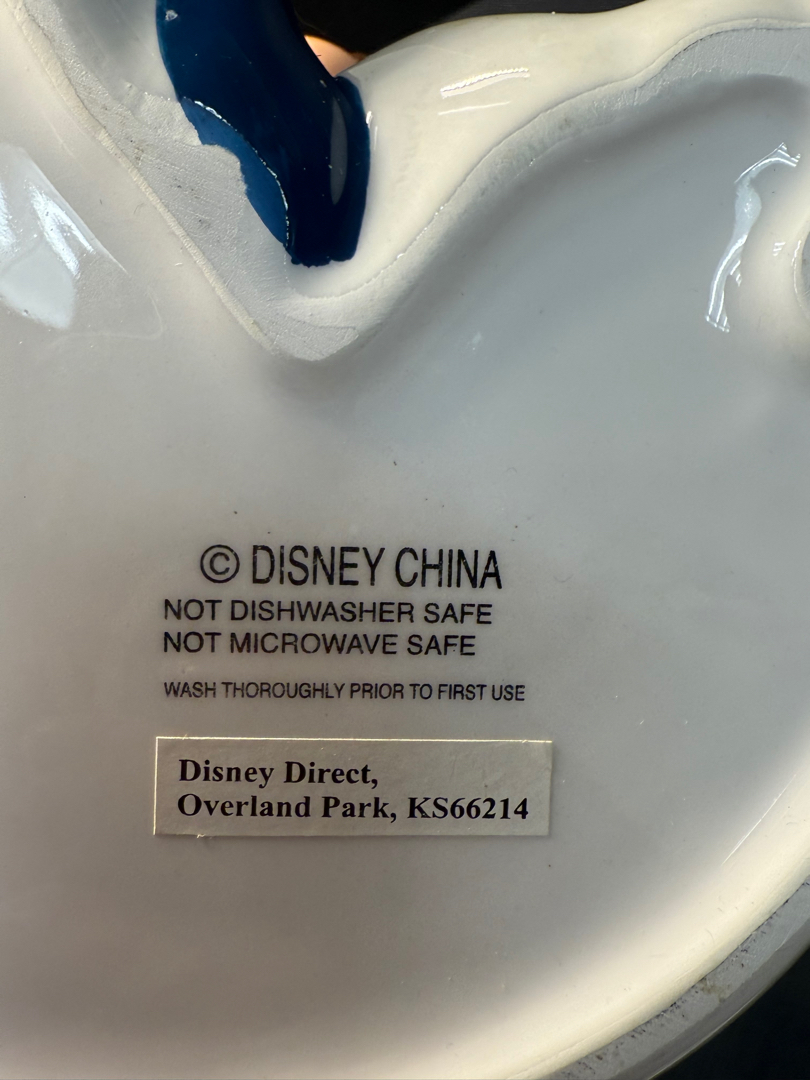 © DISNEY CHINA
NOT DISHWASHER SAFE
NOT MICROWAVE SAFE
WASH THOROUGHLY PRIOR TO FIRST USE
Disney Direct,
Overland Park, KS66214